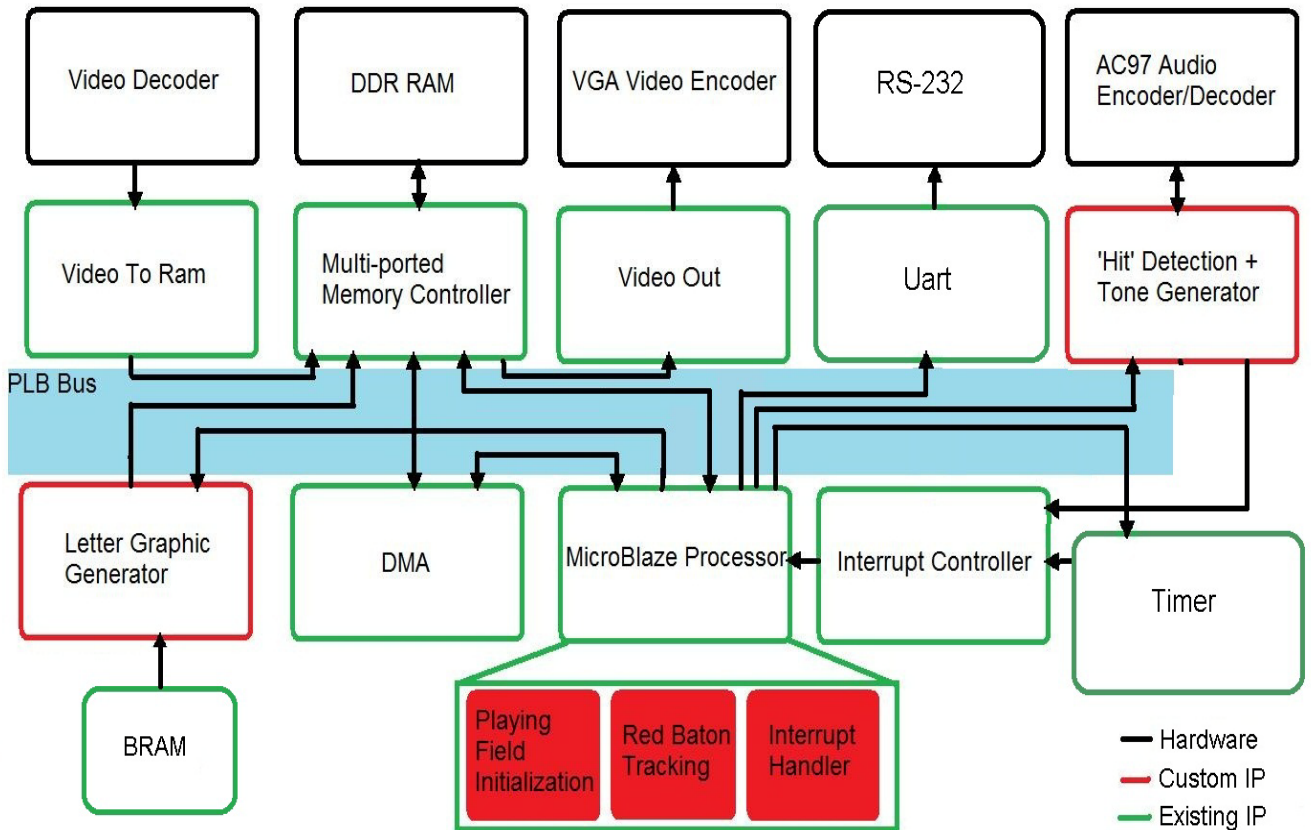 Video Decoder
DDR RAM
VGA Video Encoder
RS-232
AC97 Audio
Encoder/Decoder
Video To Ram
Multi-ported
Memory Controller
Video Out
Uart
'Hit' Detection +
Tone Generator
PLB Bus
Letter Graphic
Generator
DMA
MicroBlaze Processor
Interrupt Controller
Timer
BRAM
Playing
Field
Initialization
Red Baton
Tracking
Interrupt
Handler
Hardware
Custom IP
Existing IP